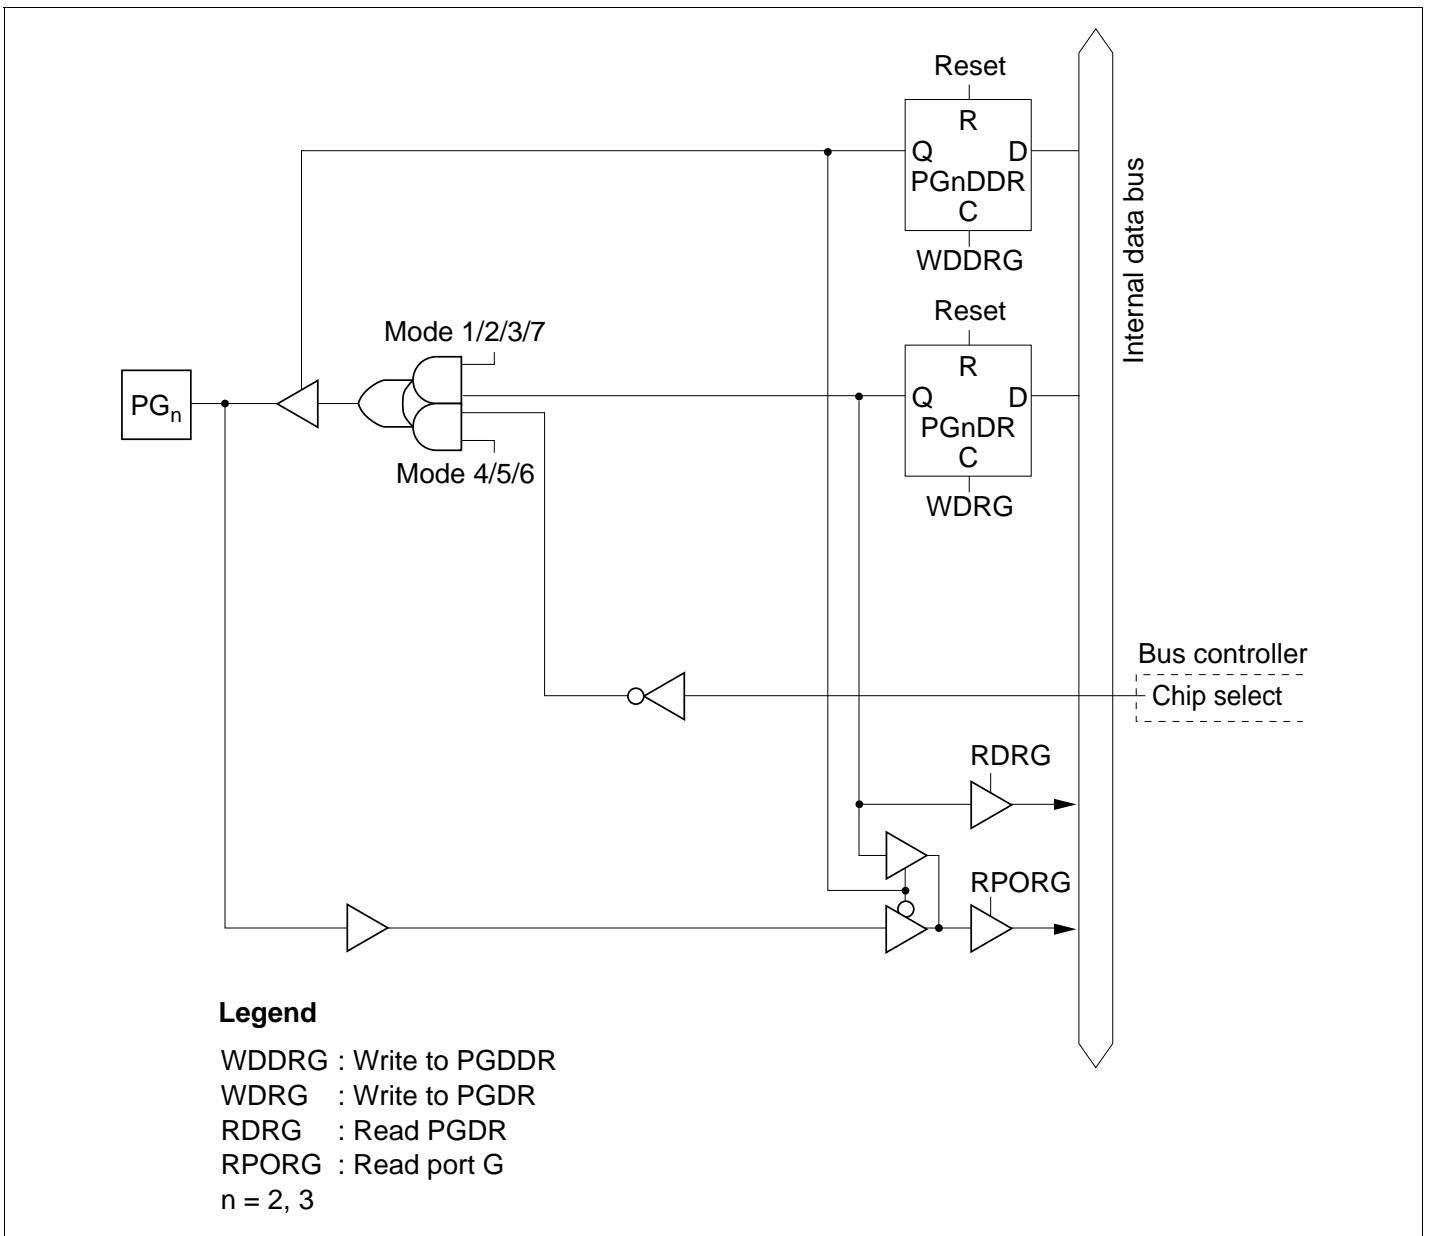 Reset
R
Q D
PGnDDR
C
WDDRG
Internal data bus
Reset
R
Q D
PGnDR
C
WDRG
Mode 1/2/3/7
PGn
Mode 4/5/6
Bus controller
Chip select
RDRG
RPORG
Legend
WDDRG : Write to PGDDR
WDRG : Write to PGDR
RDRG : Read PGDR
RPORG : Read port G
n = 2, 3